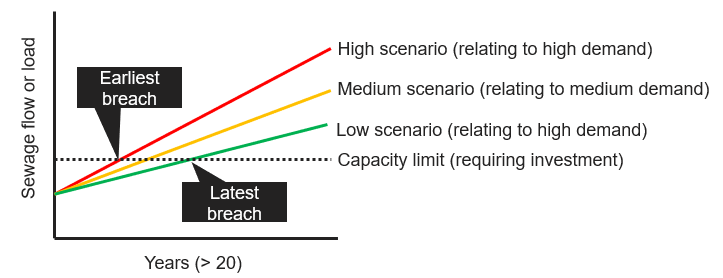 Sewage flow or load
Earliest
breach
High scenario (relating to high demand)
Medium scenario (relating to medium demand)
Low scenario (relating to high demand)
Capacity limit (requiring investment)
Latest
breach
Years (> 20)